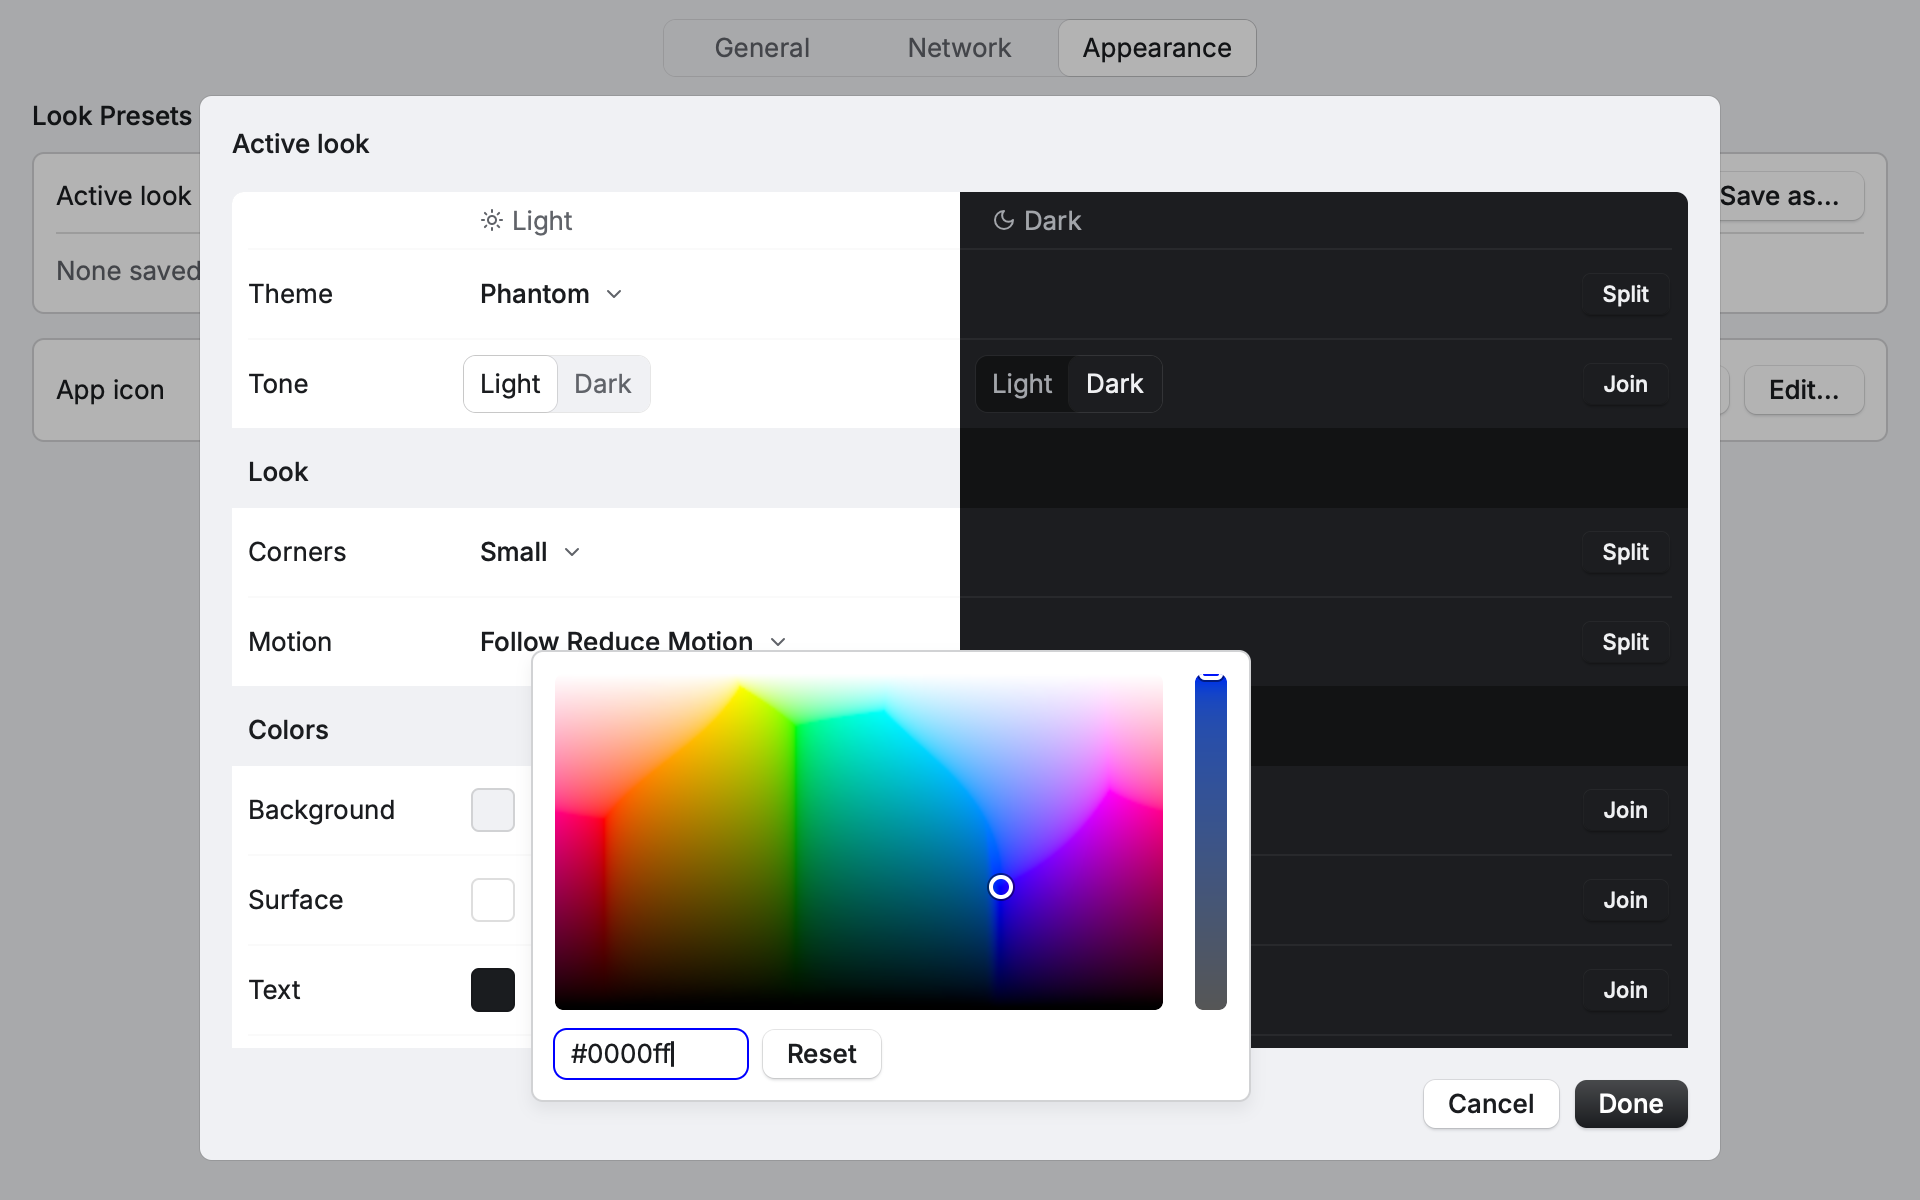 General
Network
Appearance
Look Presets
Active look
Save as...
None saved
App icon
Edit...
Active look
Light
Dark
Theme
Phantom
Split
Tone
Light
Dark
Light
Dark
Join
Look
Corners
Small
Split
Motion
Follow Reduce Motion
Split
Colors
Background
Join
Surface
Join
Text
Join
#0000ff
Reset
Cancel
Done